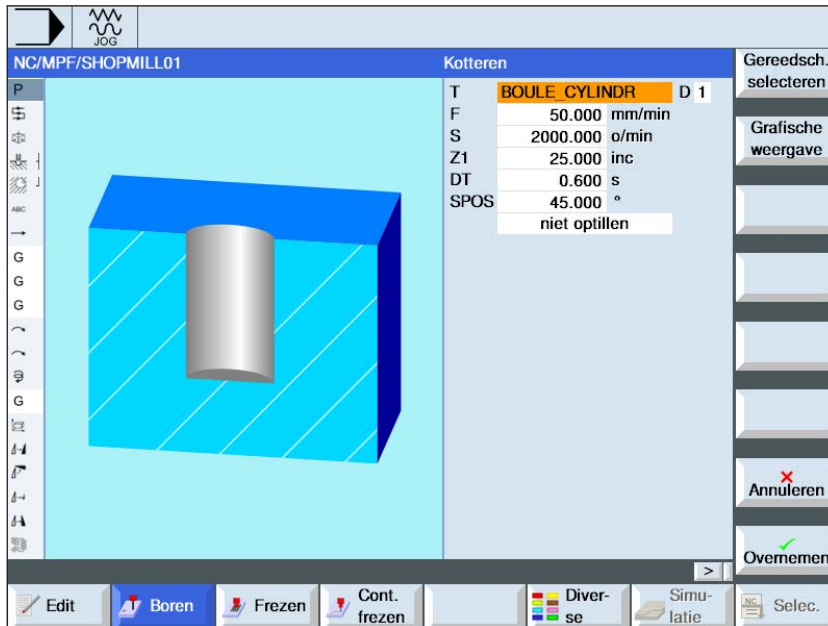 JOG
NC/MPF/SHOPMILL01
Kotteren
P
ABC
G
G
G
G
T BOULE_CYLINDR D 1
F 50.000 mm/min
S 2000.000 o/min
Z1 25.000 inc
DT 0.600 s
SPOS 45.000 °
niet optillen
Gereedsch.
selecteren
Grafische
weergave
Annuleren
Overnemen
>
Edit
Boren
Frezen
Cont.
frezen
Diver-
se
Simu-
latie
NC
Selec.